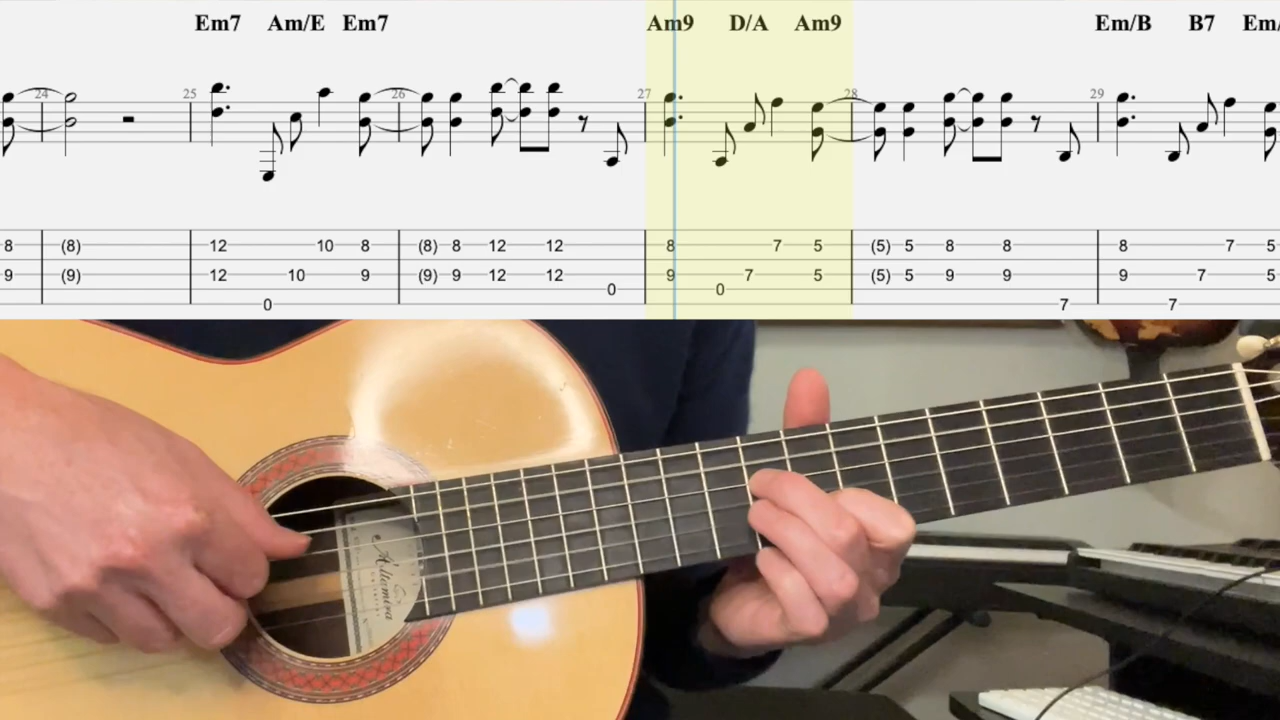 Em7 Am/E Em7 Am9 D/A Am9 Em/B B7 Em/
24 25 26 27 28 29
8 (8) 12 10 8 (8) 8 12 12 8 7 5 (5) 5 8 8 8 7 5
9 (9) 12 10 9 (9) 9 12 12 9 7 5 (5) 5 9 9 9 7 5
0 0
0 7 7
Altamira